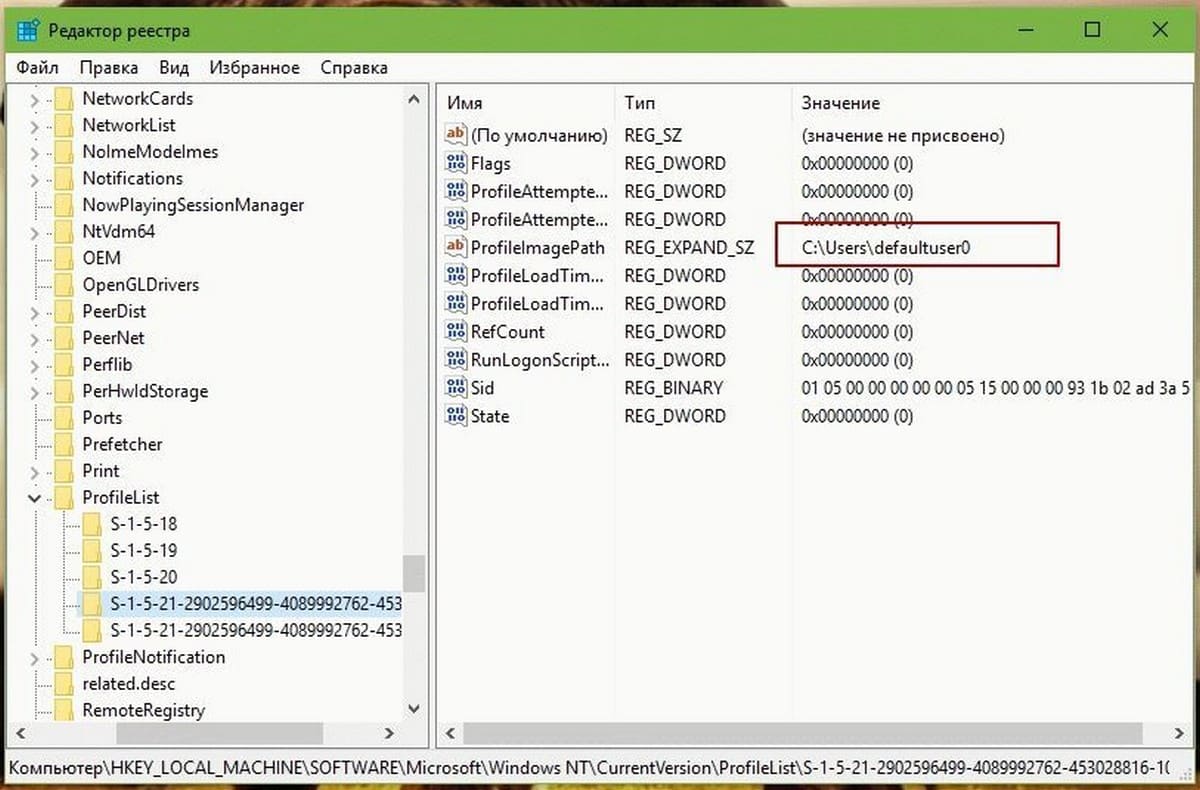 Редактор реестра
Файл Правка Вид Избранное Справка
NetworkCards
NetworkList
NoImeModeImes
Notifications
NowPlayingSessionManager
NtVdm64
OEM
OpenGLDrivers
PeerDist
PeerNet
Perflib
PerHwIdStorage
Ports
Prefetcher
Print
ProfileList
S-1-5-18
S-1-5-19
S-1-5-20
S-1-5-21-2902596499-4089992762-453
S-1-5-21-2902596499-4089992762-453
ProfileNotification
related.desc
RemoteRegistry
Имя Тип Значение
(По умолчанию) REG_SZ (значение не присвоено)
Flags REG_DWORD 0x00000000 (0)
ProfileAttempte... REG_DWORD 0x00000000 (0)
ProfileAttempte... REG_DWORD 0x00000000 (0)
ProfileImagePath REG_EXPAND_SZ C:\Users\defaultuser0
ProfileLoadTim... REG_DWORD 0x00000000 (0)
ProfileLoadTim... REG_DWORD 0x00000000 (0)
RefCount REG_DWORD 0x00000000 (0)
RunLogonScript... REG_DWORD 0x00000000 (0)
Sid REG_BINARY 01 05 00 00 00 00 00 05 15 00 00 00 93 1b 02 ad 3a 5
State REG_DWORD 0x00000000 (0)
Компьютер\HKEY_LOCAL_MACHINE\SOFTWARE\Microsoft\Windows NT\CurrentVersion\ProfileList\S-1-5-21-2902596499-4089992762-453028816-10